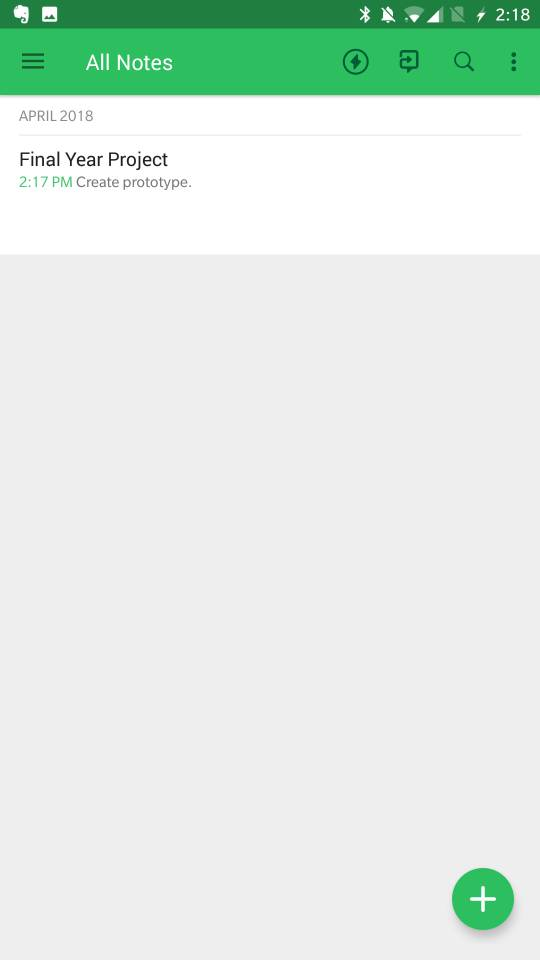 2:18
All Notes
APRIL 2018
Final Year Project
2:17 PM Create prototype.